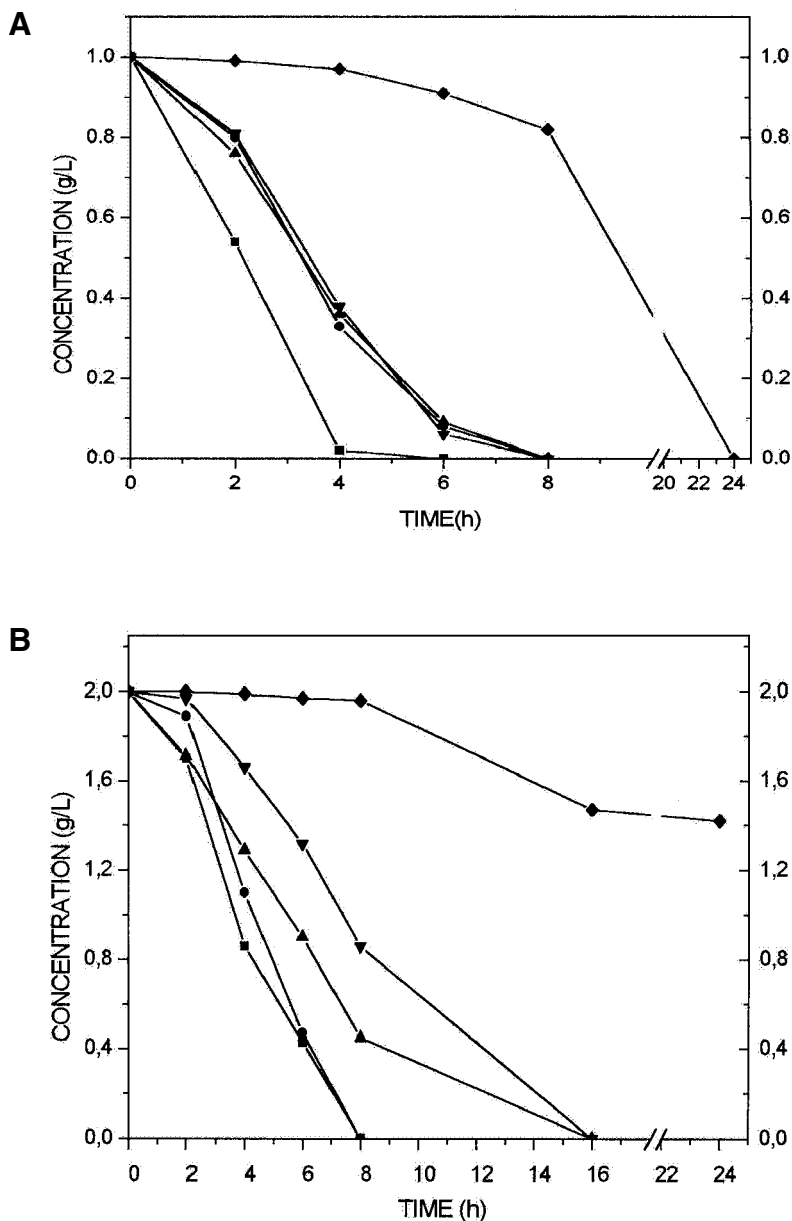 A
1.0 1.0
0.8 0.8
0.6 0.6
0.4 0.4
0.2 0.2
0.0 0.0
CONCENTRATION (g/L)
0 2 4 6 8 20 22 24
TIME(h)
B
2,0 2,0
1,6 1,6
1,2 1,2
0,8 0,8
0,4 0,4
0,0 0,0
CONCENTRATION (g/L)
0 2 4 6 8 10 12 14 16 22 24
TIME (h)